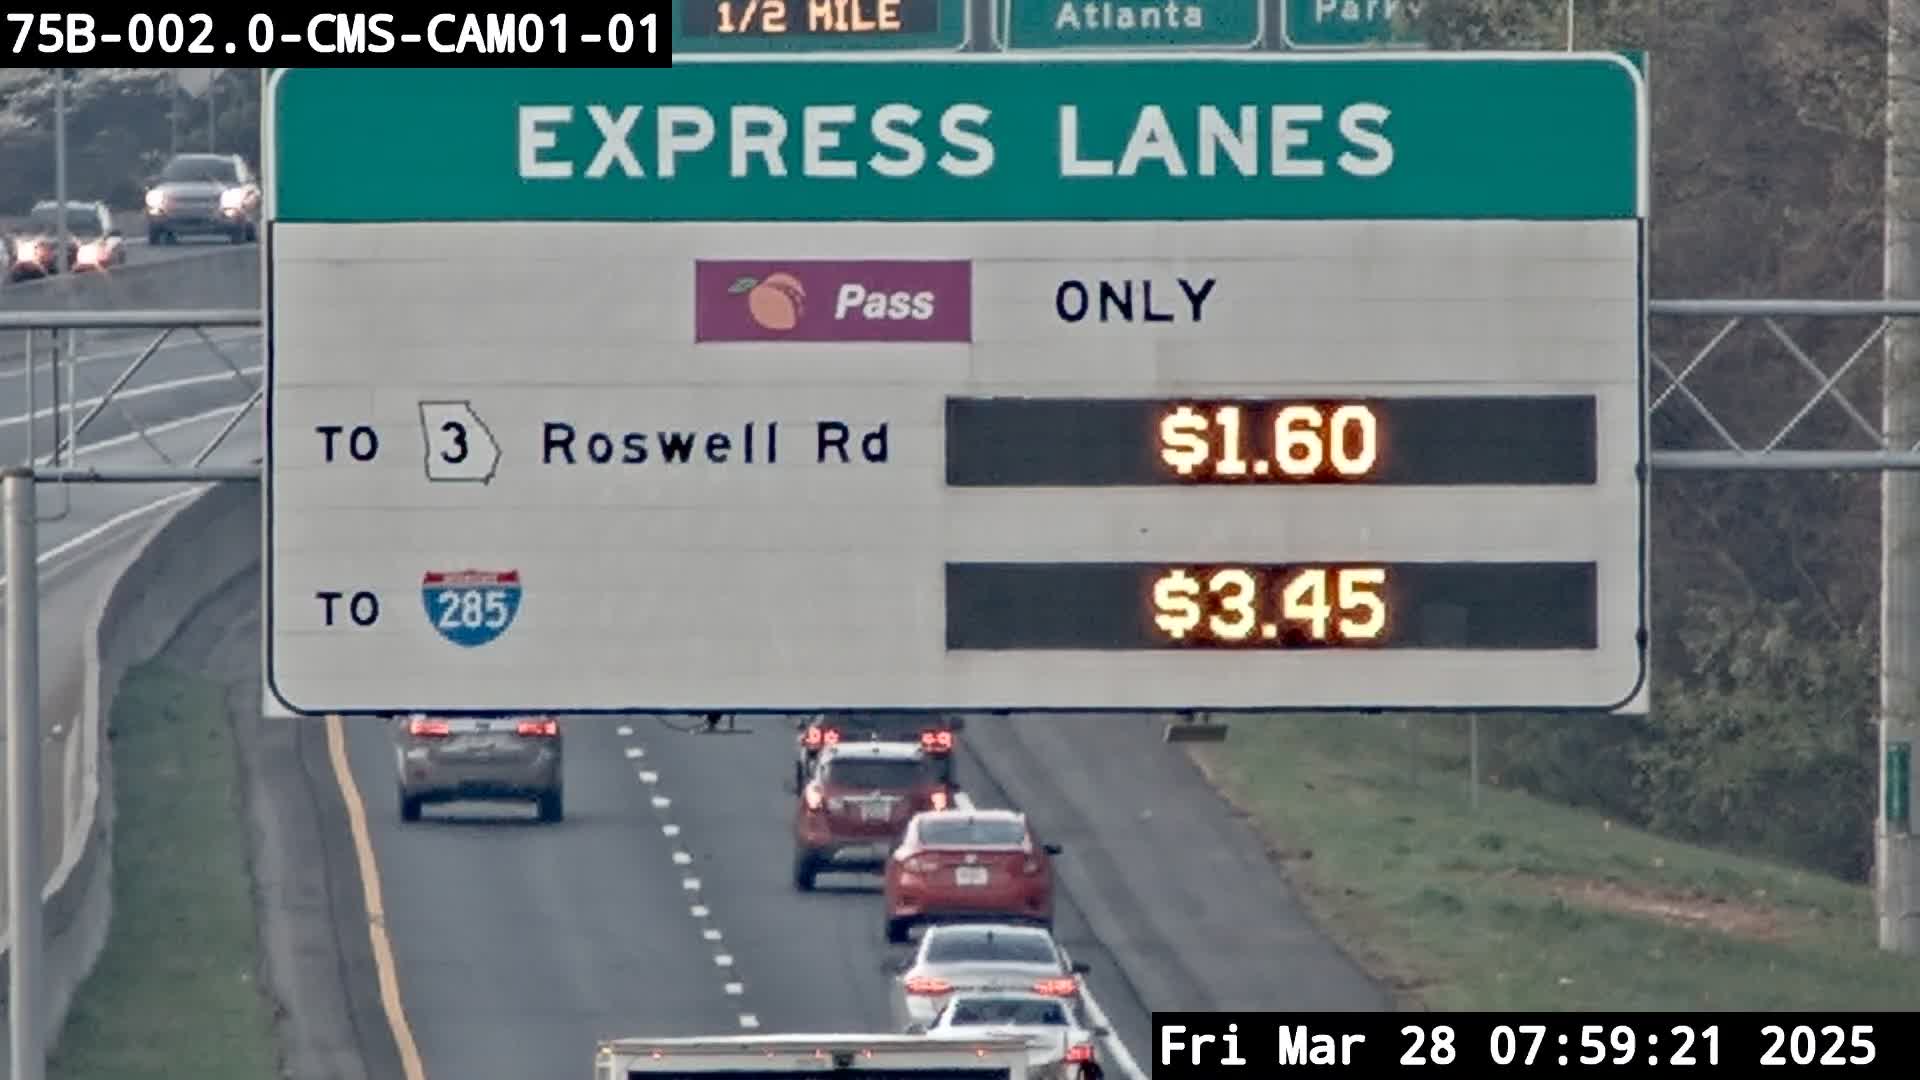 75B-002.0-CMS-CAM01-01
1/2 MILE
Atlanta
EXPRESS LANES
Pass ONLY
TO 3 Roswell Rd $1.60
TO 285 $3.45
Fri Mar 28 07:59:21 2025